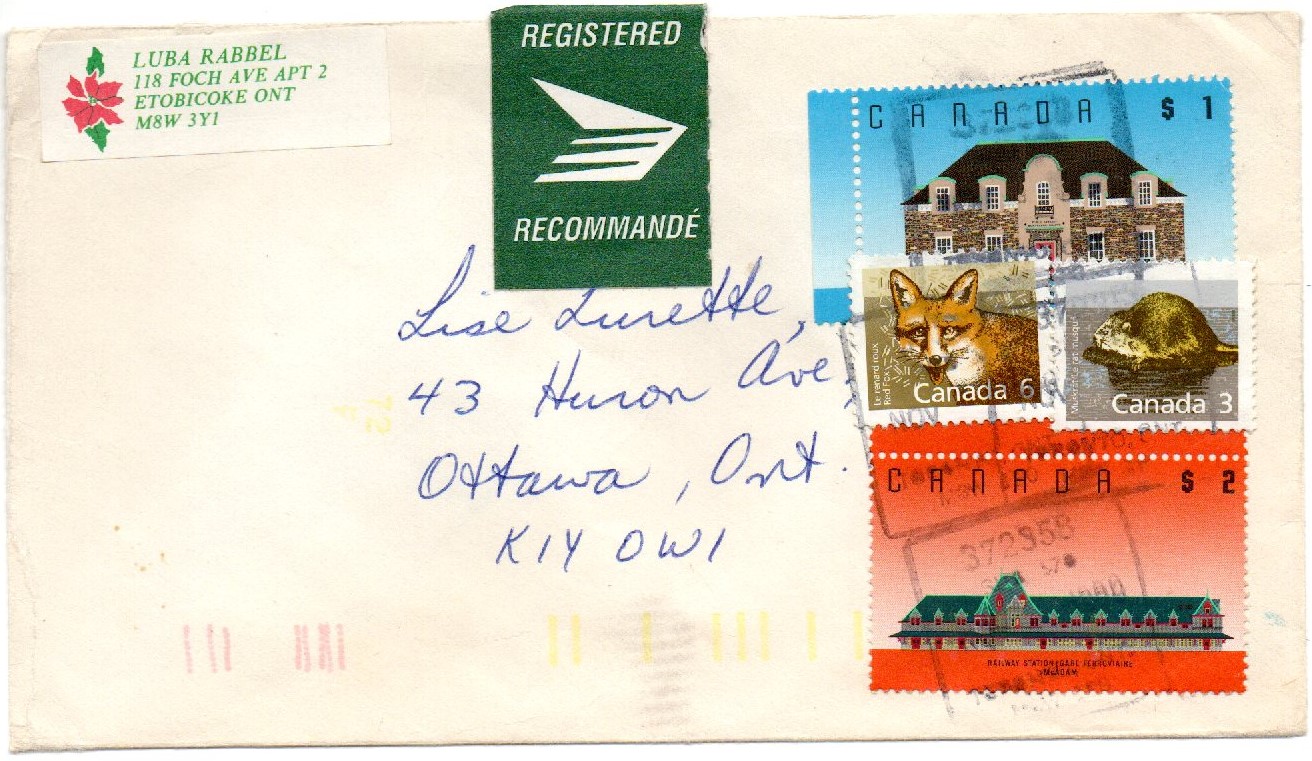 LUBA RABBEL
118 FOCH AVE APT 2
ETOBICOKE ONT
M8W 3Y1
REGISTERED
RECOMMANDÉ
Lise Lurette,
43 Huron Ave,
Ottawa, Ont.
K1Y 0W1
CANADA $1
Le renard roux
Red Fox
Canada 6
Canada 3
NOV
CANADA $2
372358
RAILWAY STATION/GARE FERROVIAIRE
McADAM